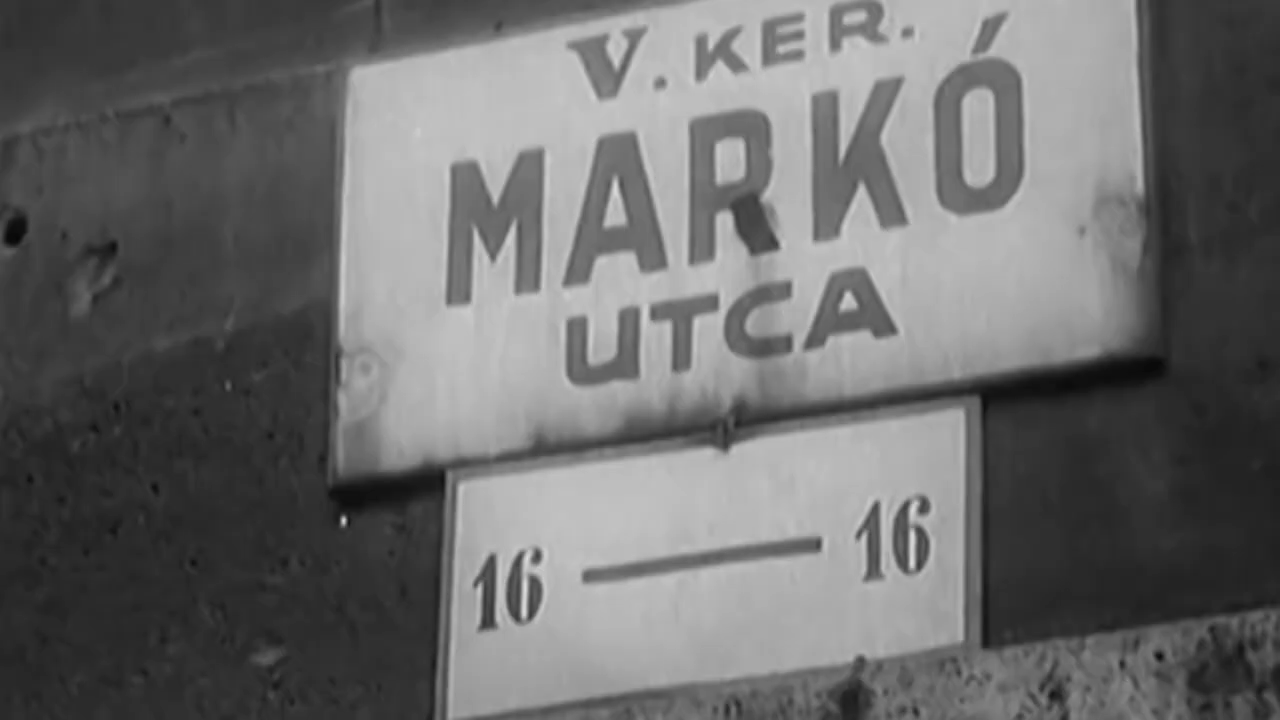 V. KER.
MARKÓ
UTCA
16 — 16